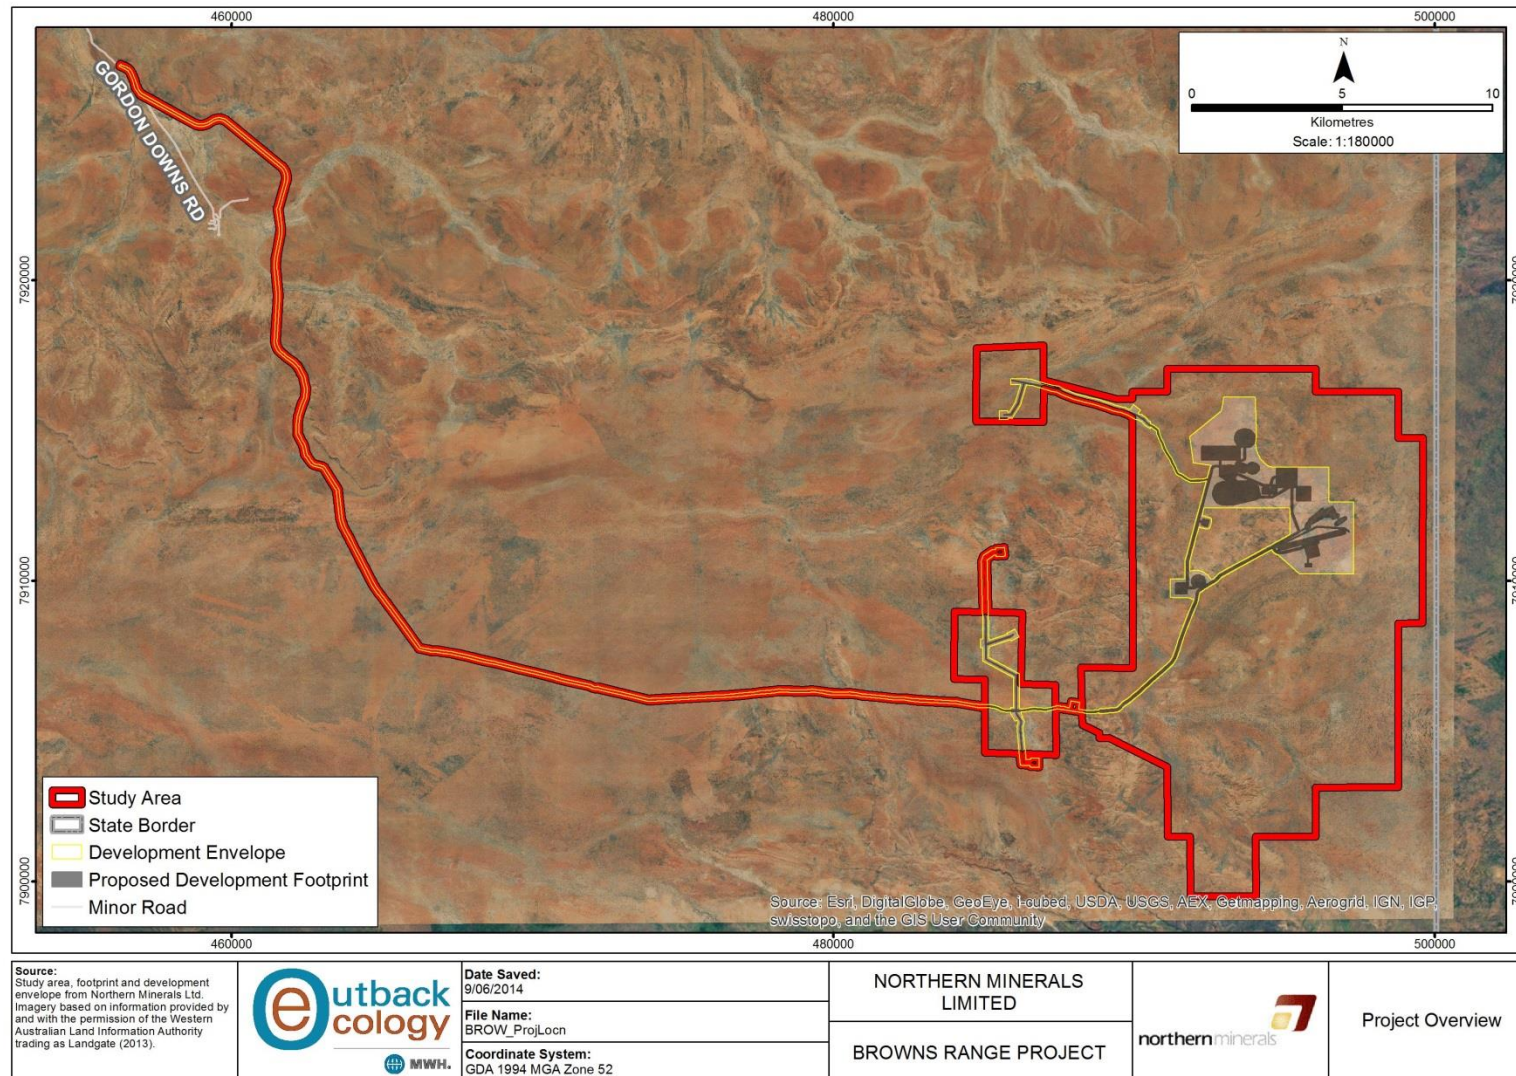 460000
480000
500000
N
0
5
10
Kilometres
Scale: 1:180000
GORDON DOWNS RD
7920000
7920000
7910000
7910000
7900000
7900000
Study Area
State Border
Development Envelope
Proposed Development Footprint
Minor Road
Source: Esri, DigitalGlobe, GeoEye, i-cubed, USDA, USGS, AEX, Getmapping, Aerogrid, IGN, IGP,
swisstopo, and the GIS User Community
460000
480000
500000
Source:
Study area, footprint and development
envelope from Northern Minerals Ltd.
Imagery based on information provided by
and with the permission of the Western
Australian Land Information Authority
trading as Landgate (2013).
Outback
ecology
MWH.
Date Saved:
9/06/2014
File Name:
BROW_ProjLocn
Coordinate System:
GDA 1994 MGA Zone 52
NORTHERN MINERALS
LIMITED
BROWNS RANGE PROJECT
northernminerals
Project Overview